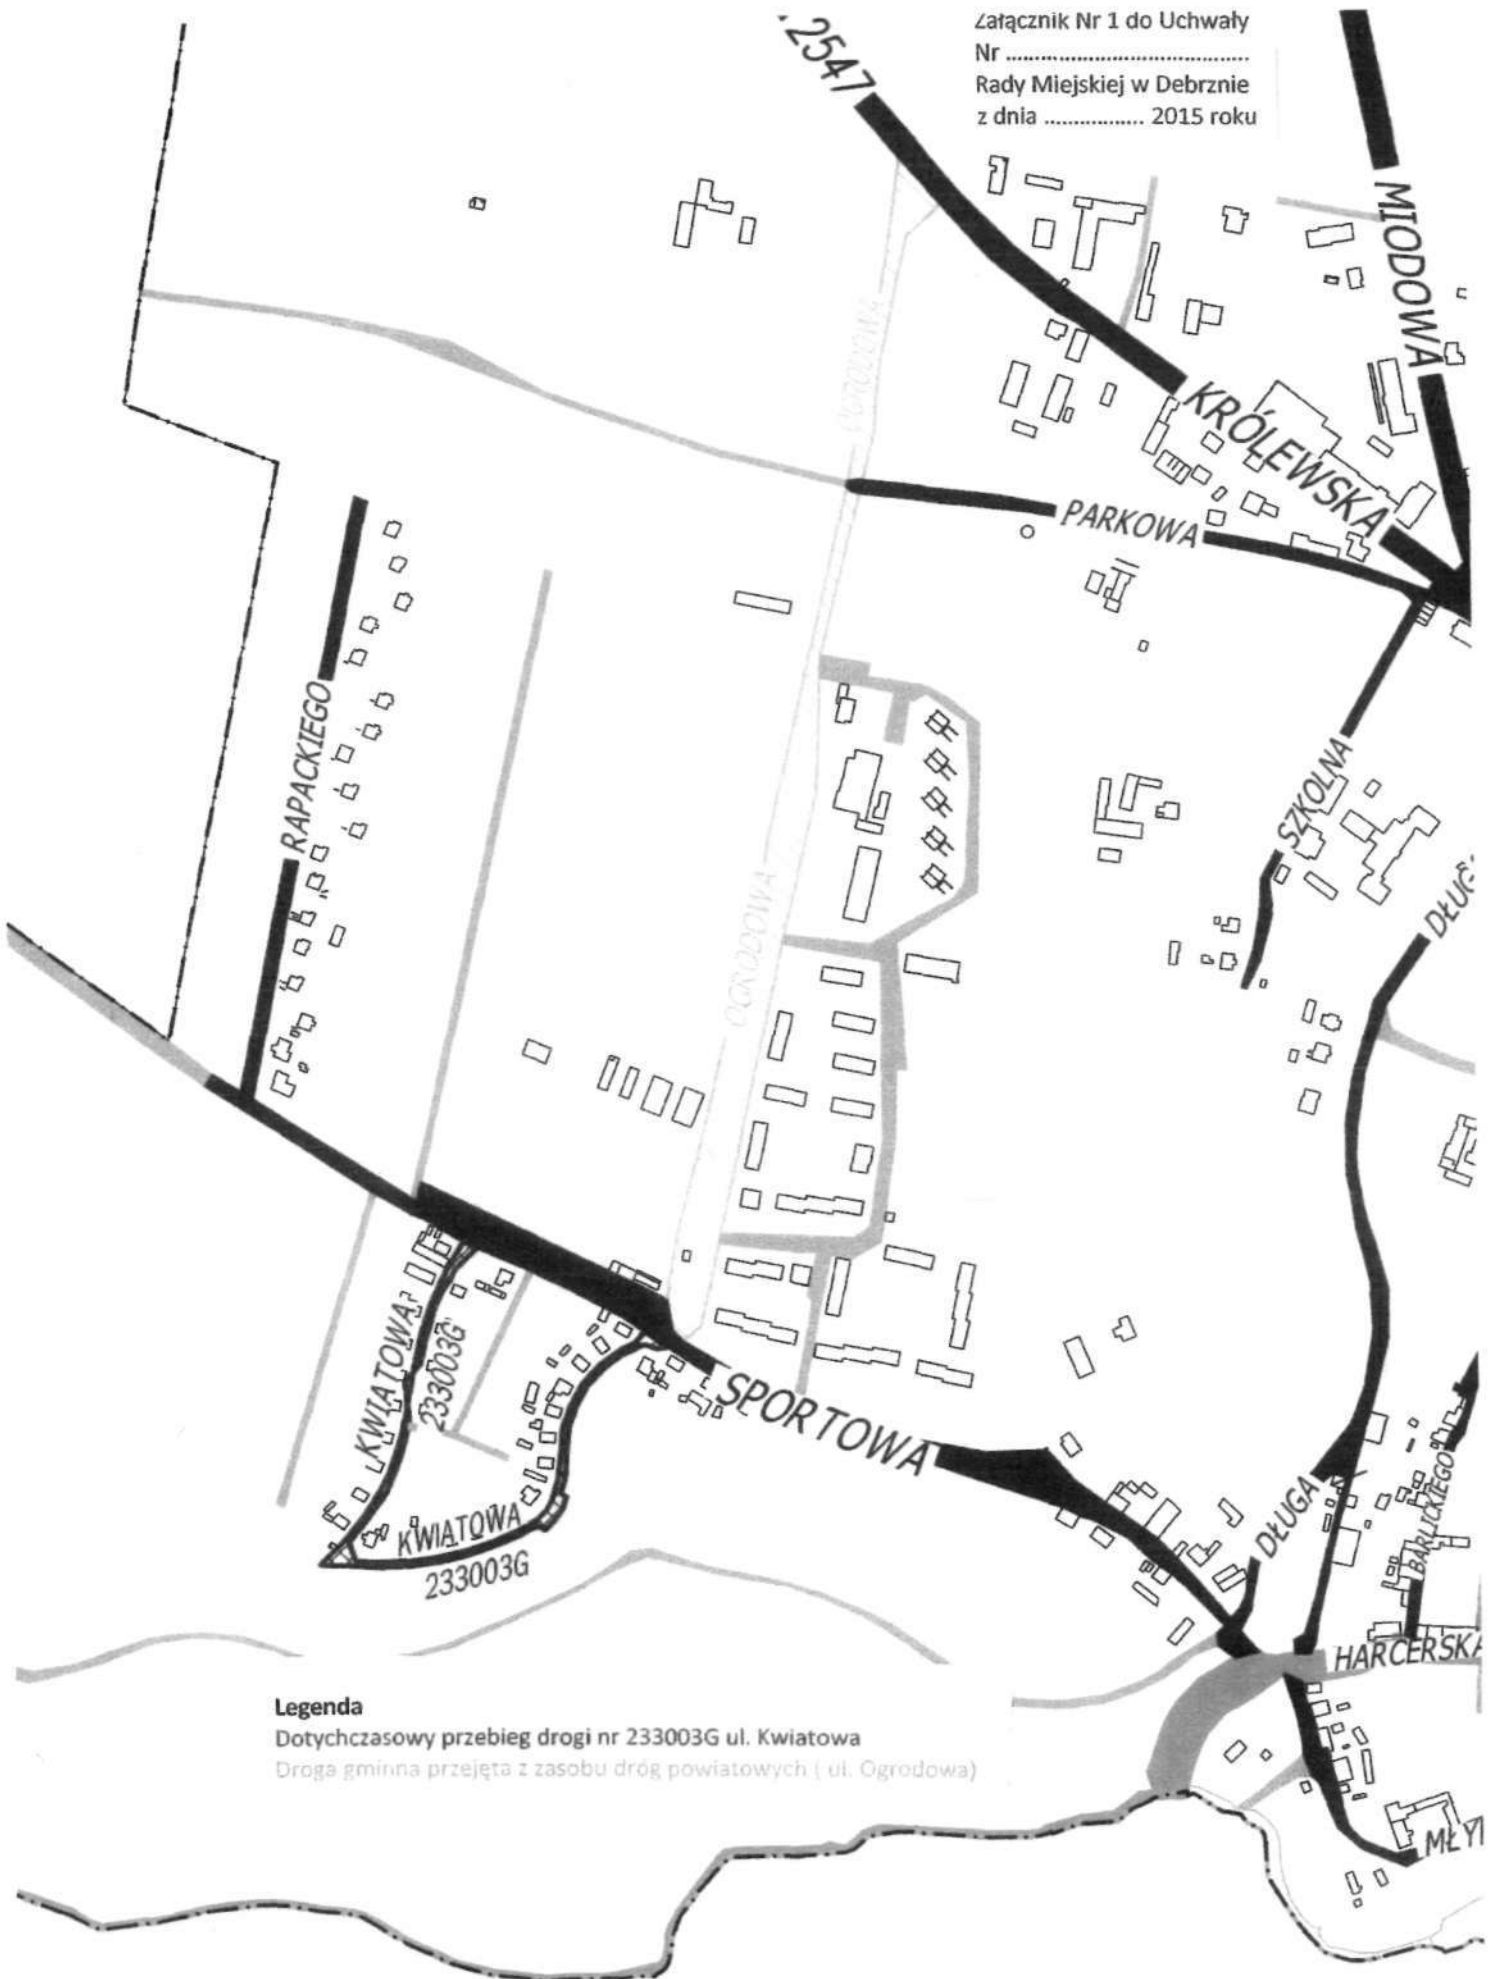 Załącznik Nr 1 do Uchwały
Nr ......................................
Rady Miejskiej w Debrznie
z dnia ................. 2015 roku
.2547
MIODOWA
OGRODOWA
KRÓLEWSKA
PARKOWA
RAPACKIEGO
SZKOLNA
DŁUG
OGRODOWA
KWIATOWA
233003G
SPORTOWA
KWIATOWA
233003G
DŁUGA
BARLICKIEGO
HARCERSKA
MŁY
Legenda
Dotychczasowy przebieg drogi nr 233003G ul. Kwiatowa
Droga gminna przejęta z zasobu dróg powiatowych ( ul. Ogrodowa)